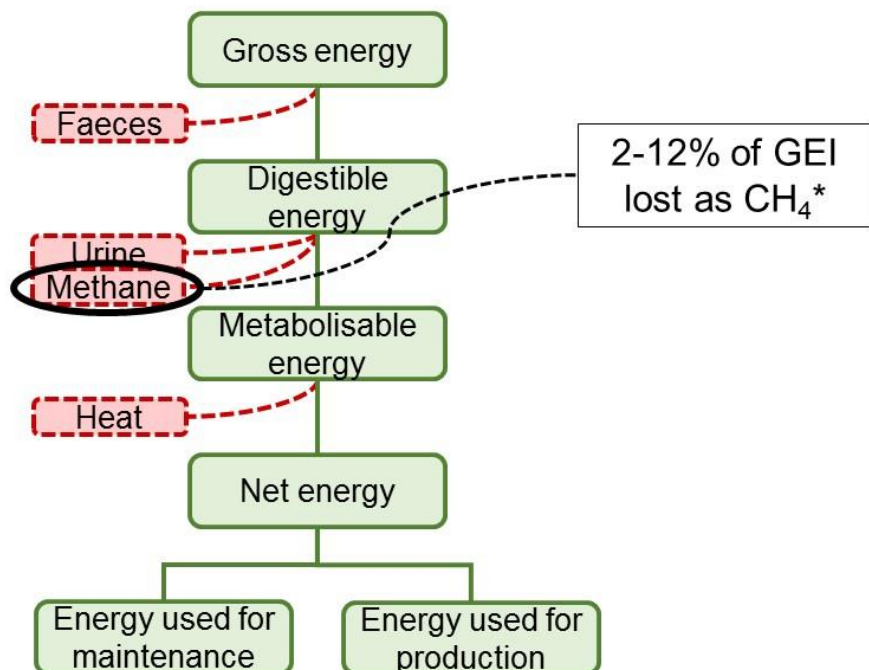 Gross energy
Faeces
Digestible
energy
2-12% of GEI
lost as CH₄*
Urine
Methane
Metabolisable
energy
Heat
Net energy
Energy used for
maintenance
Energy used for
production